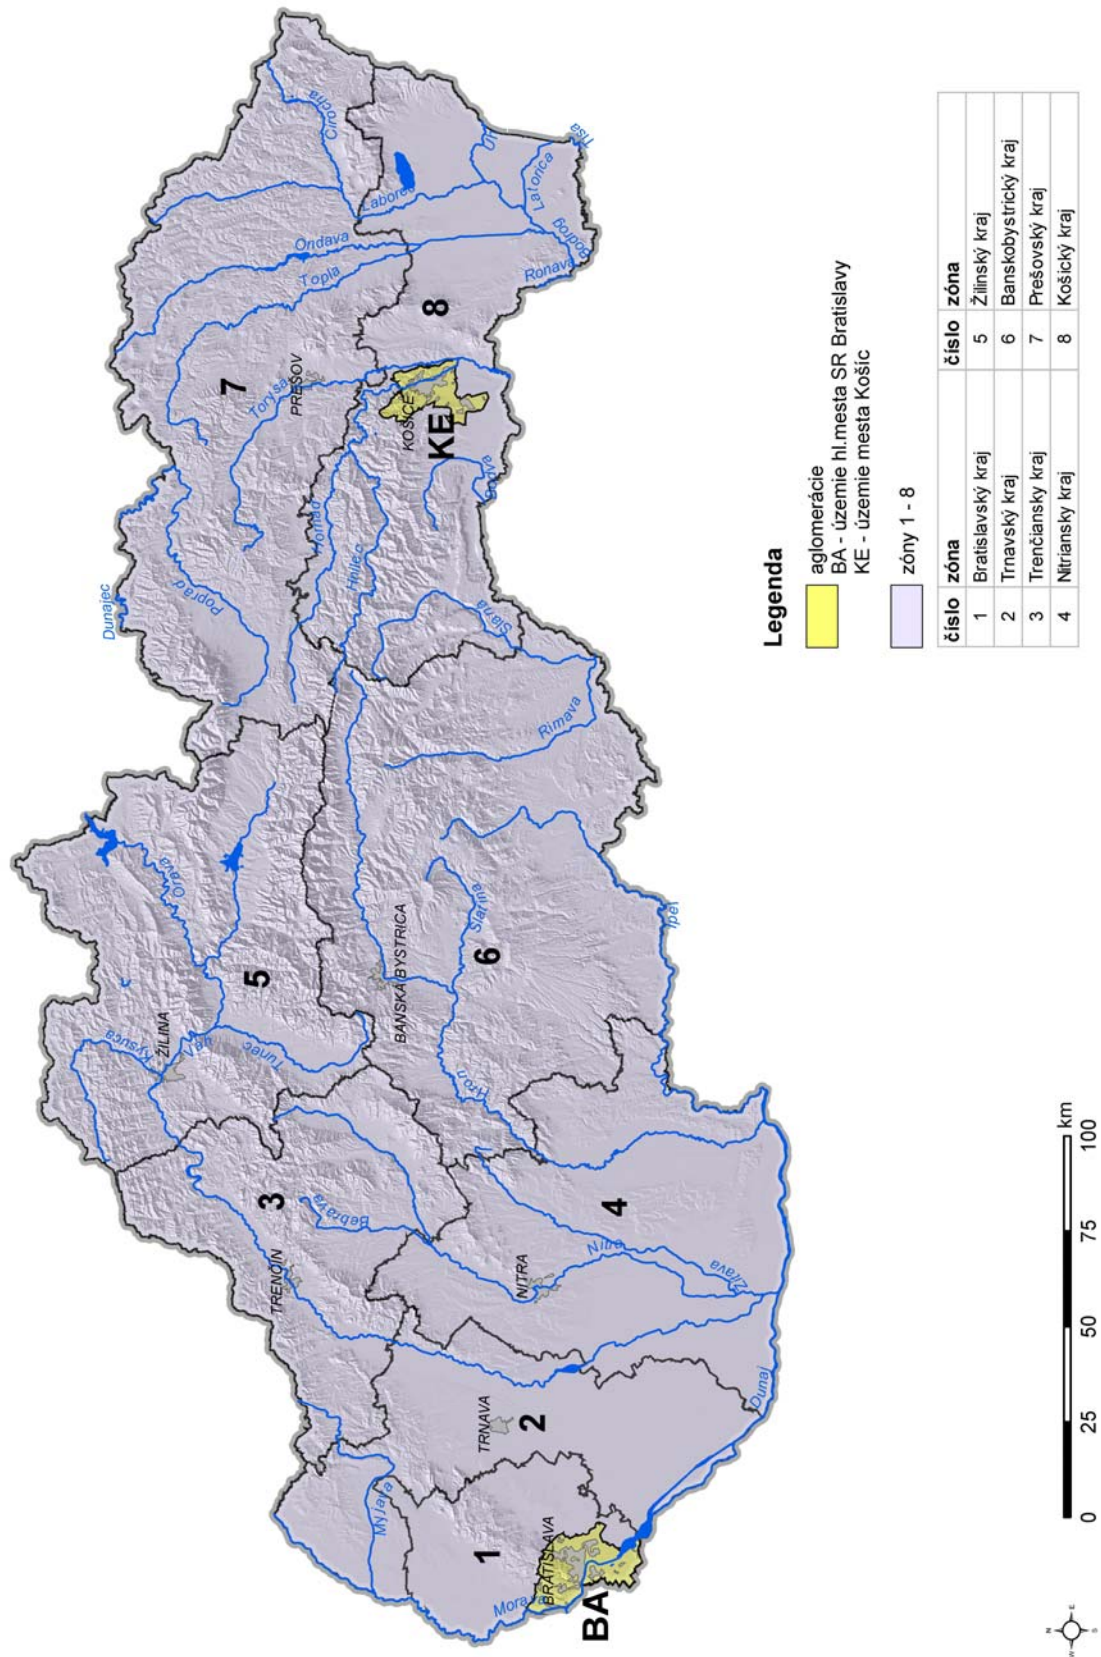 Dunajec
Poprad
Orava
Kysuca
ŽILINA
Váh
Turiec
5
7
Torysa
PREŠOV
Ondava
Topla
Cirocha
Laborec
Uh
Latorica
Tisa
Bodrog
Ronava
8
KOŠICE
KE
Hornád
Hnilec
Bodva
Slaná
Rimava
BANSKÁ BYSTRICA
Slatina
6
Hron
Ipeľ
3
TRENČÍN
Bebrava
NITRA
Nitra
4
Žitava
Dunaj
TRNAVA
2
Myjava
1
Morava
BRATISLAVA
BA
Legenda
aglomerácie
BA - územie hl.mesta SR Bratislavy
KE - územie mesta Košíc
zóny 1 - 8
číslo zóna číslo zóna
1 Bratislavský kraj 5 Žilinský kraj
2 Trnavský kraj 6 Banskobystrický kraj
3 Trenčiansky kraj 7 Prešovský kraj
4 Nitriansky kraj 8 Košický kraj
0 25 50 75 100
km
N
W E
S